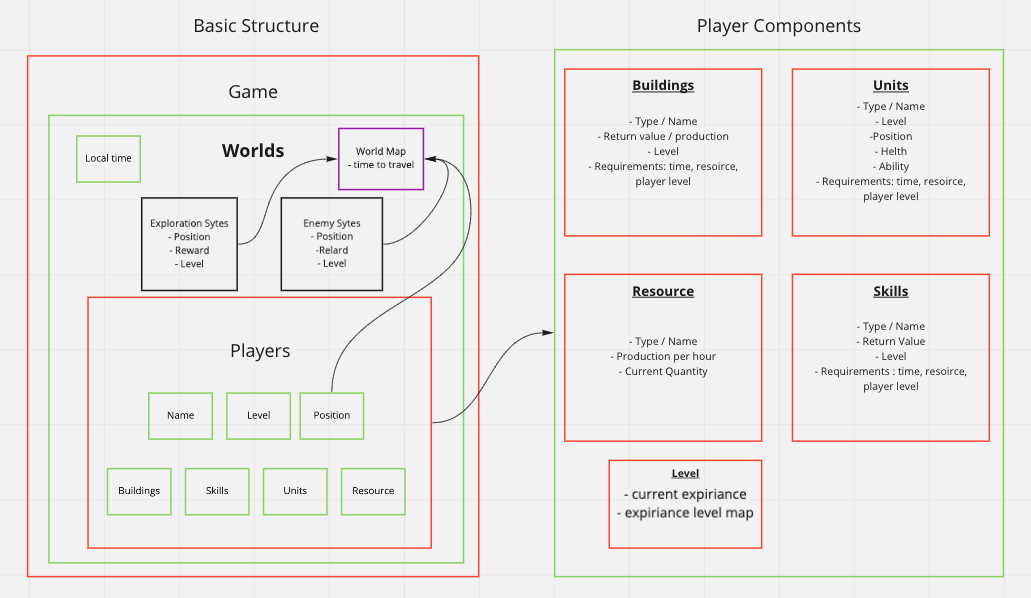 Basic Structure
Game
Worlds
Local time
World Map
- time to travel
Exploration Sytes
- Position
- Reward
- Level
Enemy Sytes
- Position
-Relard
- Level
Players
Name
Level
Position
Buildings
Skills
Units
Resource
Player Components
Buildings
- Type / Name
- Return value / production
- Level
- Requirements: time, resoirce,
player level
Units
- Type / Name
- Level
-Position
- Helth
- Ability
- Requirements: time, resoirce,
player level
Resource
- Type / Name
- Production per hour
- Current Quantity
Skills
- Type / Name
- Return Value
- Level
- Requirements : time, resoirce,
player level
Level
- current expiriance
- expiriance level map